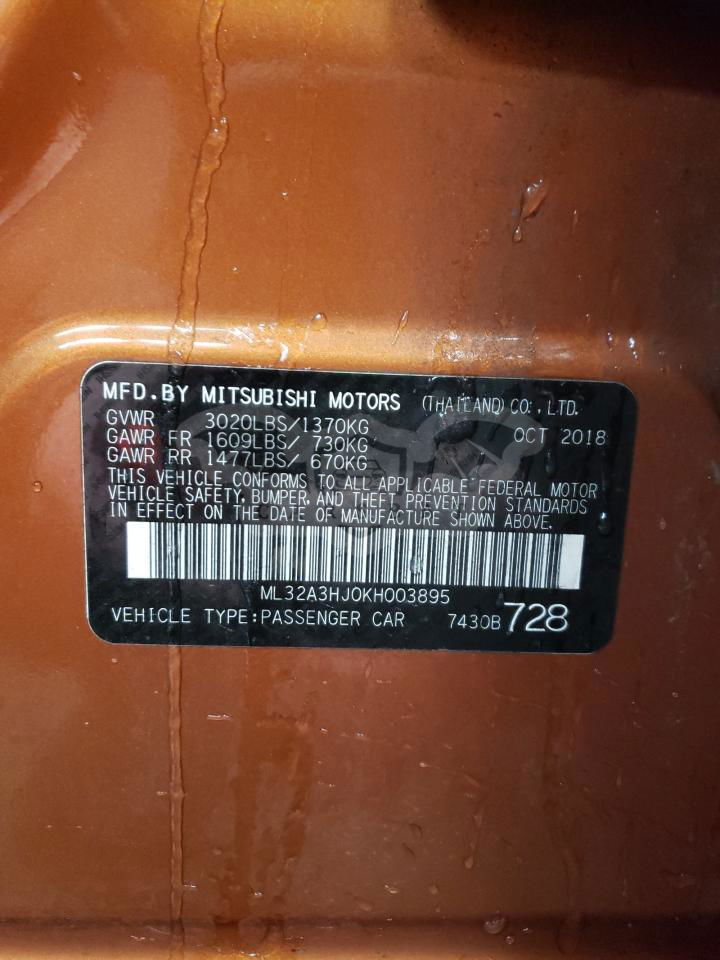 MFD.BY MITSUBISHI MOTORS (THAILAND) CO., LTD.
GVWR 3020LBS/1370KG OCT 2018
GAWR FR 1609LBS/ 730KG
GAWR RR 1477LBS/ 670KG
THIS VEHICLE CONFORMS TO ALL APPLICABLE FEDERAL MOTOR
VEHICLE SAFETY, BUMPER, AND THEFT PREVENTION STANDARDS
IN EFFECT ON THE DATE OF MANUFACTURE SHOWN ABOVE.
ML32A3HJ0KH003895
VEHICLE TYPE:PASSENGER CAR 7430B 728